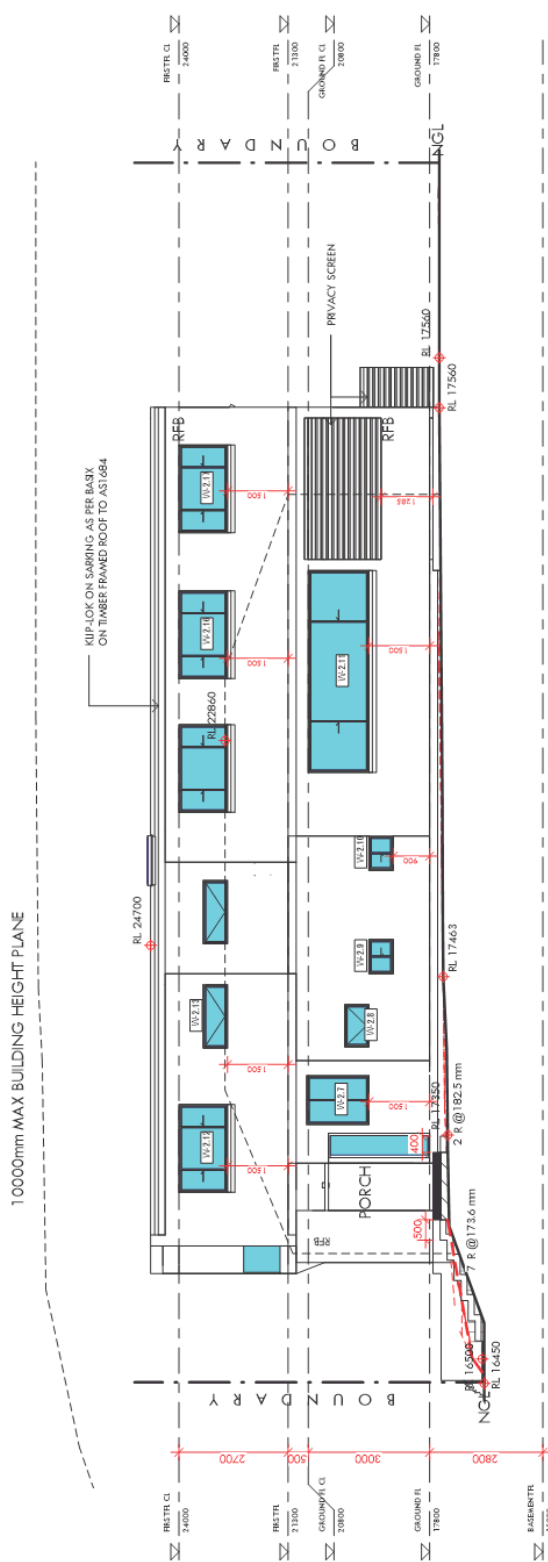 10000mm MAX BUILDING HEIGHT PLANE
KLIP-LOK ON SARKING AS PER BASIX
ON TIMBER FRAMED ROOF TO AS1684
RL 24700
FIRST FL CL
24000
FIRST FL CL
24000
2700
W-2.12
W-2.13
W-2.16
W-2.17
RFB
RL 22860
1500
1500
1500
1500
FIRST FL
21300
FIRST FL
21300
500
GROUND FL CL
20800
GROUND FL CL
20800
BOUNDARY
BOUNDARY
3000
RFB
PORCH
W-2.7
W-2.8
W-2.9
W-2.10
W-2.11
PRIVACY SCREEN
RFB
1500
900
1500
1285
400
500
GROUND FL
17800
GROUND FL
17800
RL 17350
RL 17560
RL 17560
NGL
RL 17463
2 R @182.5 mm
7 R @173.6 mm
RL 16500
RL 16450
NGL
2800
BASEMENT FL